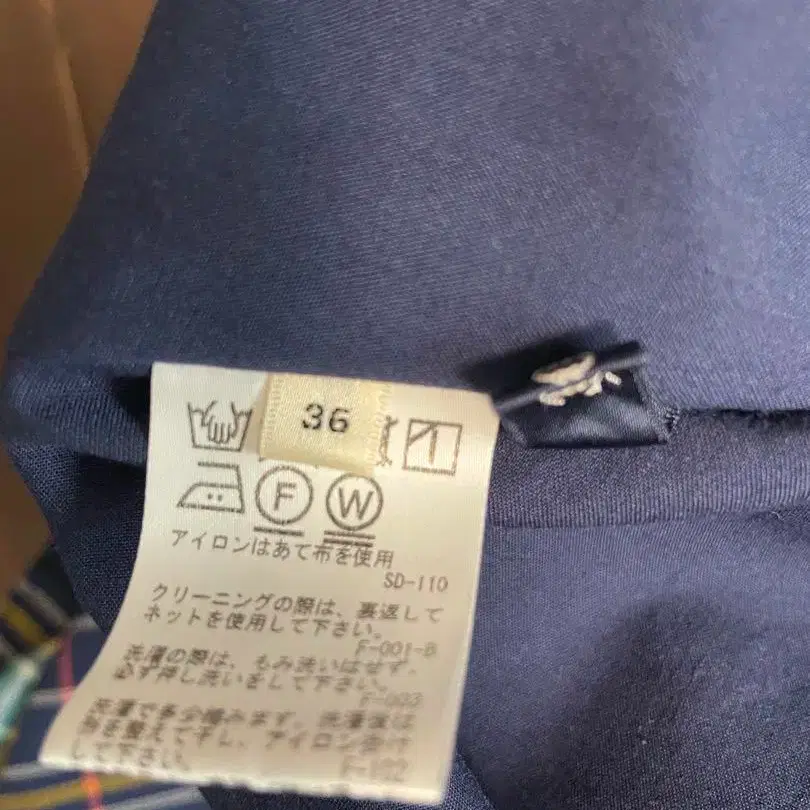 36
F W
アイロンはあて布を使用
SD-110
クリーニングの際は、裏返して
ネットを使用して下さい。
F-001-B
洗濯の際は、もみ洗いはせず、
必ず押し洗いをして下さい。
F-003
洗濯で多少縮みます。洗濯後は
形を整えて干し、アイロン仕上げ
して下さい。